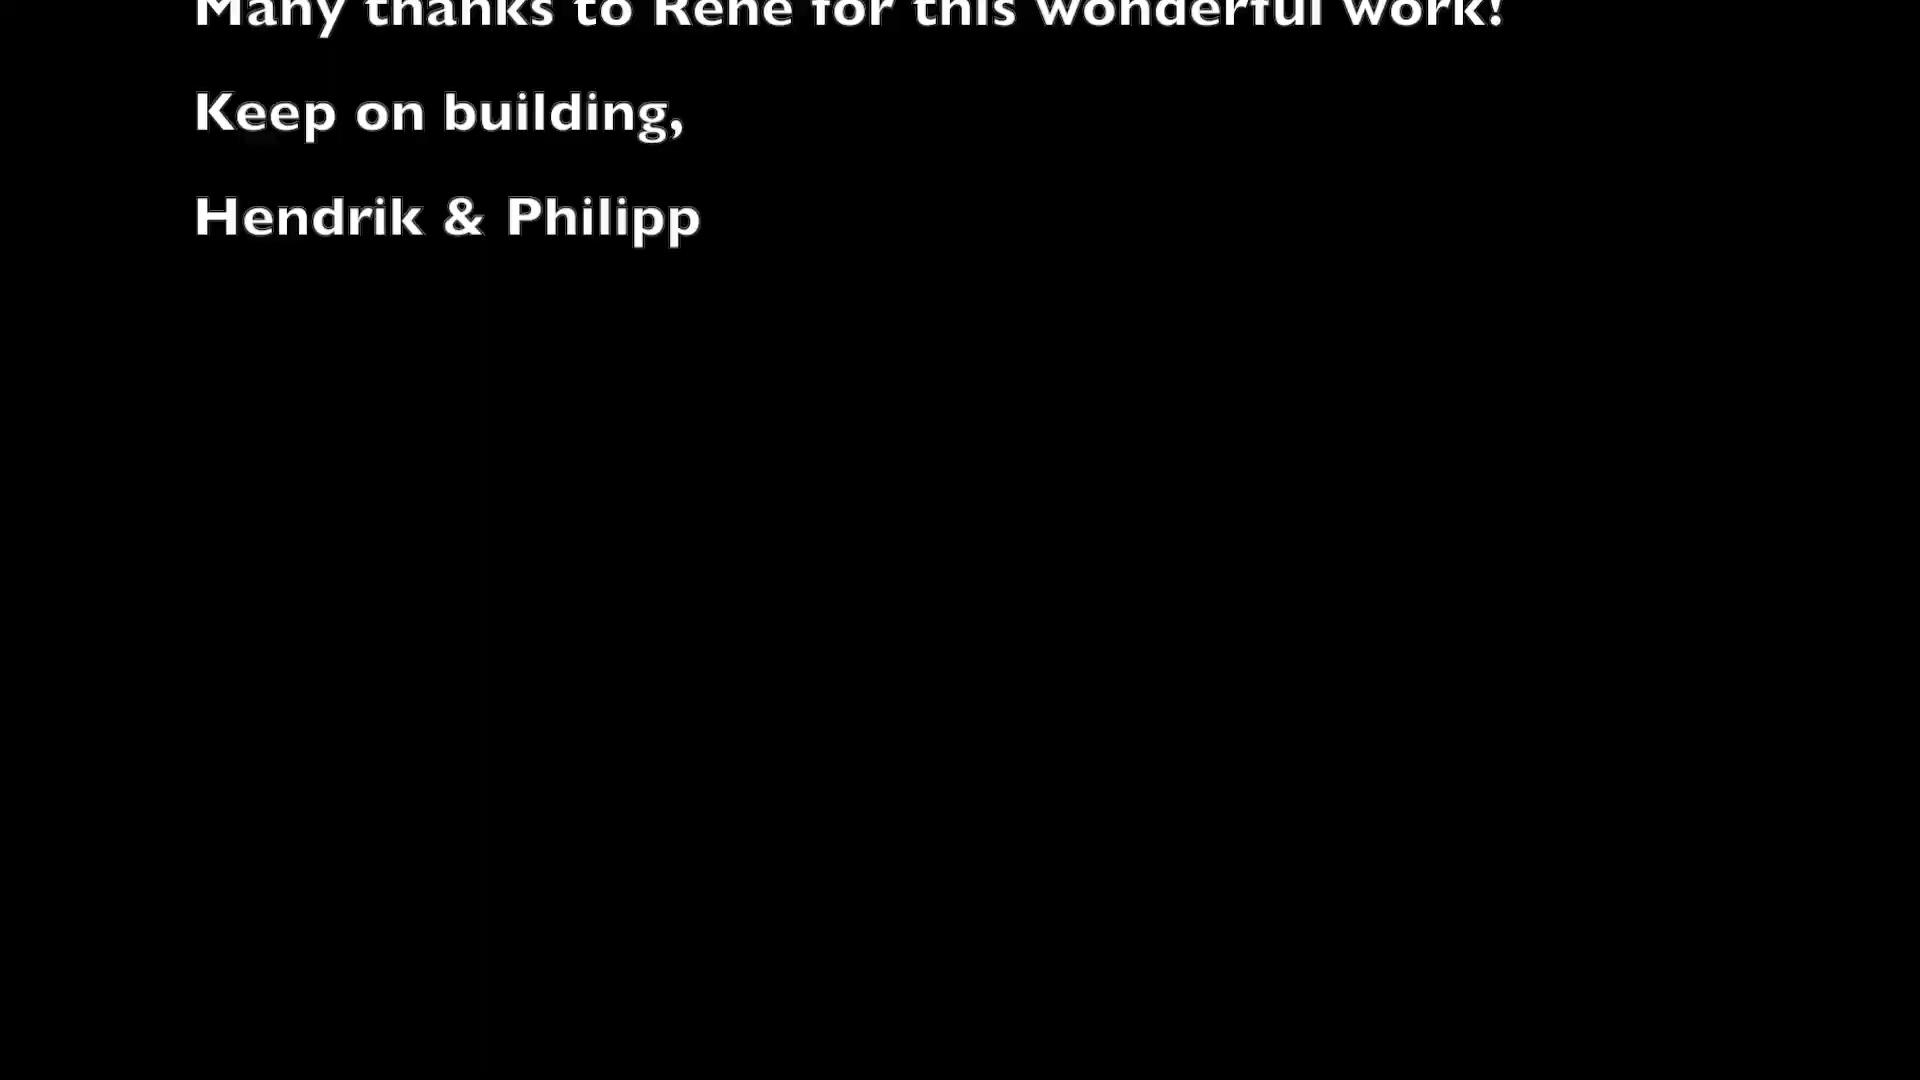 Many thanks to Rene for this wonderful work!
Keep on building,
Hendrik & Philipp